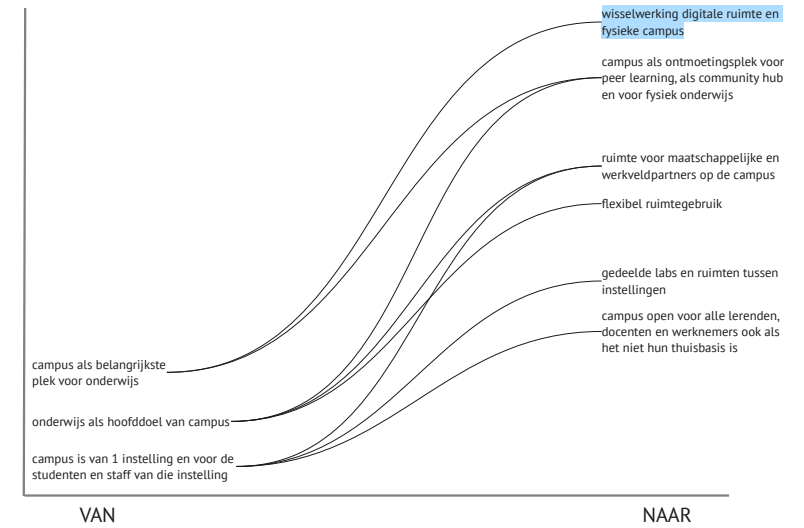 wisselwerking digitale ruimte en
fysieke campus
campus als ontmoetingsplek voor
peer learning, als community hub
en voor fysiek onderwijs
ruimte voor maatschappelijke en
werkveldpartners op de campus
flexibel ruimtegebruik
gedeelde labs en ruimten tussen
instellingen
campus open voor alle lerenden,
docenten en werknemers ook als
het niet hun thuisbasis is
campus als belangrijkste
plek voor onderwijs
onderwijs als hoofddoel van campus
campus is van 1 instelling en voor de
studenten en staff van die instelling
VAN
NAAR